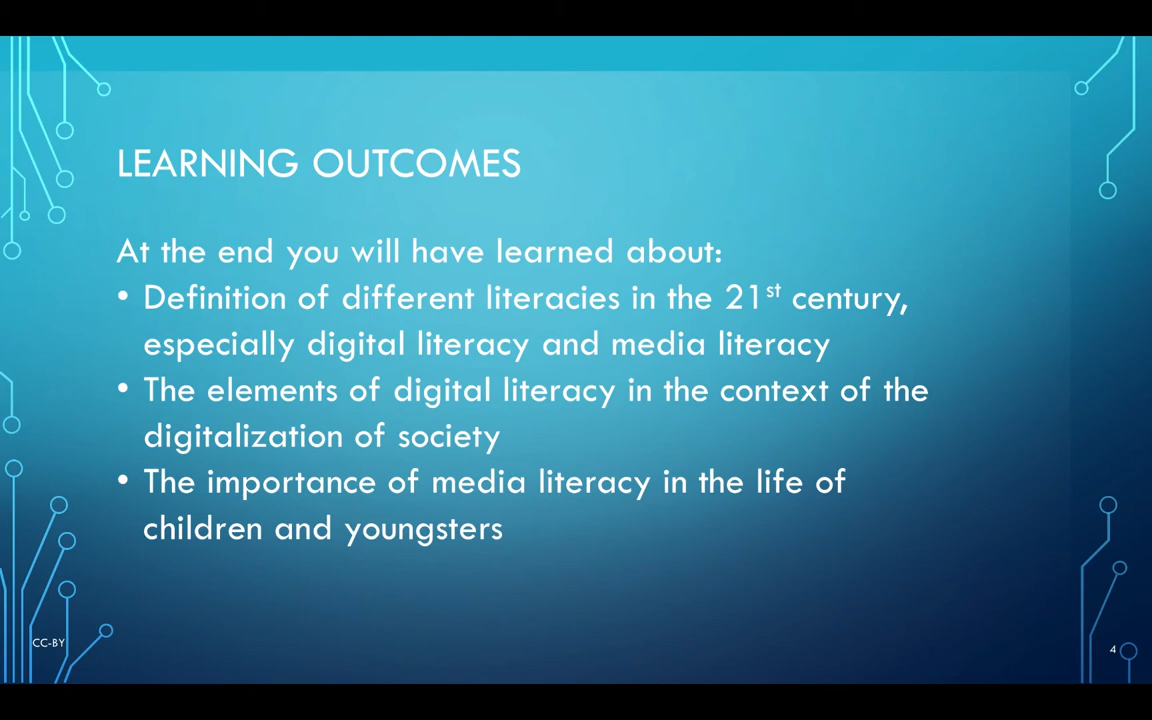 LEARNING OUTCOMES
At the end you will have learned about:
• Definition of different literacies in the 21st century,
especially digital literacy and media literacy
• The elements of digital literacy in the context of the
digitalization of society
• The importance of media literacy in the life of
children and youngsters
CC-BY
4